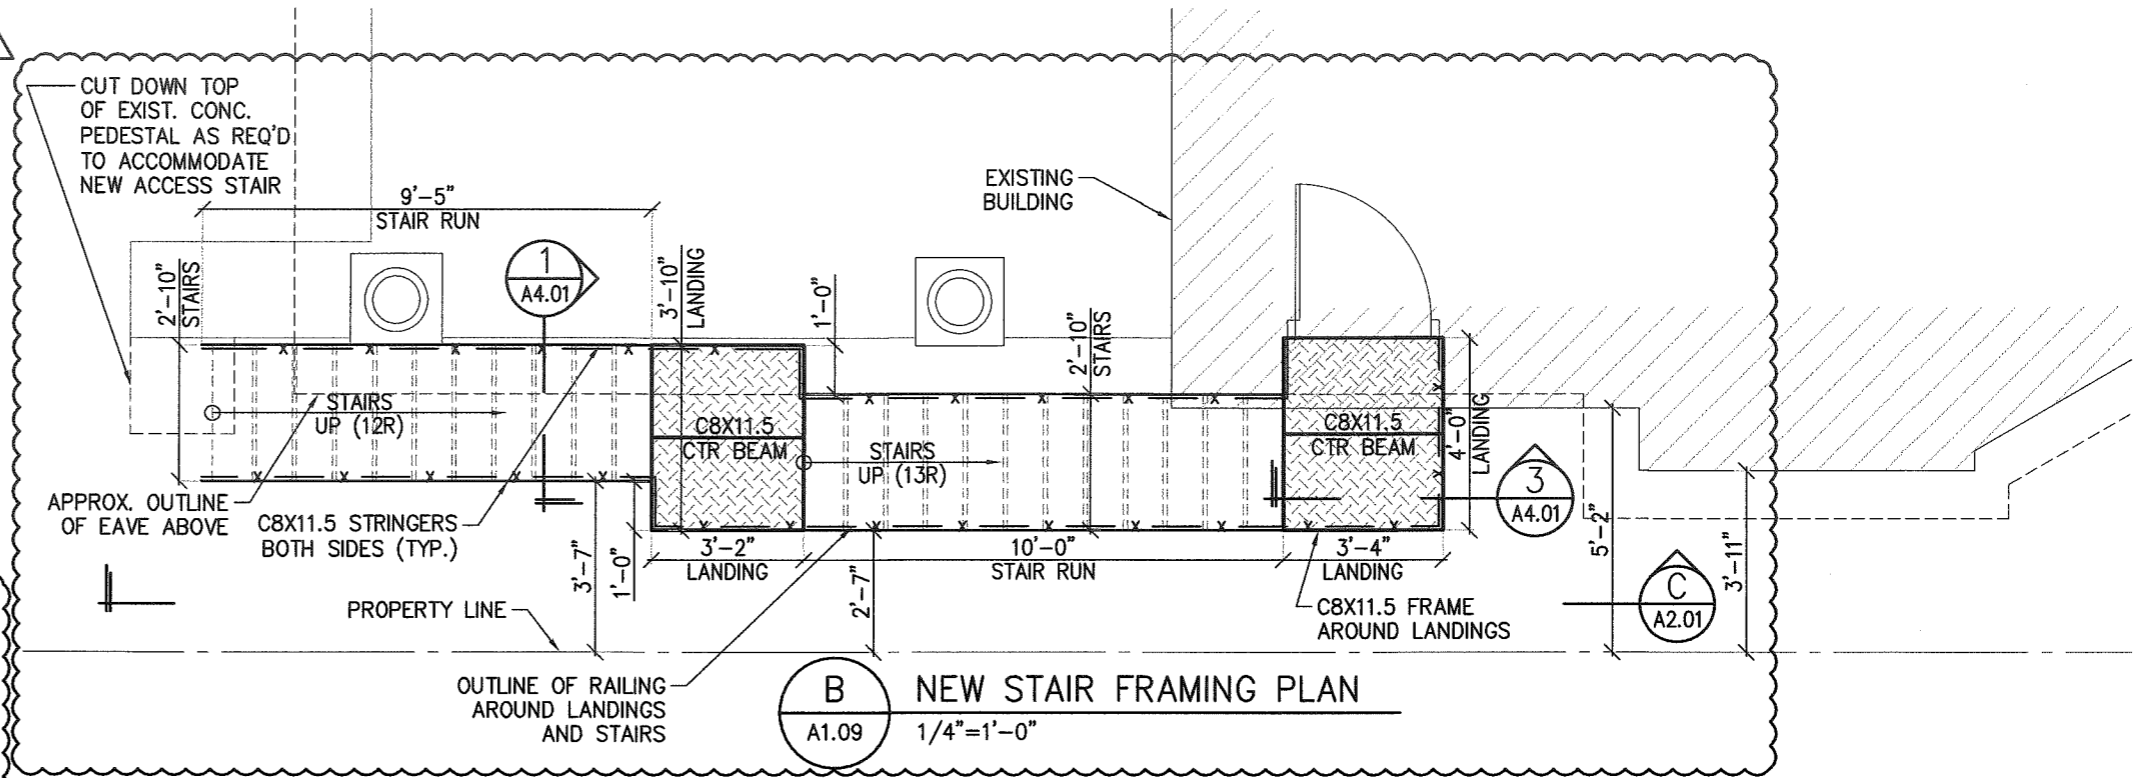 CUT DOWN TOP
OF EXIST. CONC.
PEDESTAL AS REQ'D
TO ACCOMMODATE
NEW ACCESS STAIR
9'-5"
STAIR RUN
EXISTING
BUILDING
1
A4.01
2'-10"
STAIRS
3'-10"
LANDING
1'-0"
2'-10"
STAIRS
STAIRS
UP (12R)
C8X11.5
CTR BEAM
STAIRS
UP (13R)
C8X11.5
CTR BEAM
4'-0"
LANDING
3
A4.01
APPROX. OUTLINE
OF EAVE ABOVE
C8X11.5 STRINGERS
BOTH SIDES (TYP.)
3'-7"
1'-0"
3'-2"
LANDING
2'-7"
10'-0"
STAIR RUN
3'-4"
LANDING
5'-2"
3'-11"
C
A2.01
PROPERTY LINE
C8X11.5 FRAME
AROUND LANDINGS
OUTLINE OF RAILING
AROUND LANDINGS
AND STAIRS
B
A1.09
NEW STAIR FRAMING PLAN
1/4"=1'-0"